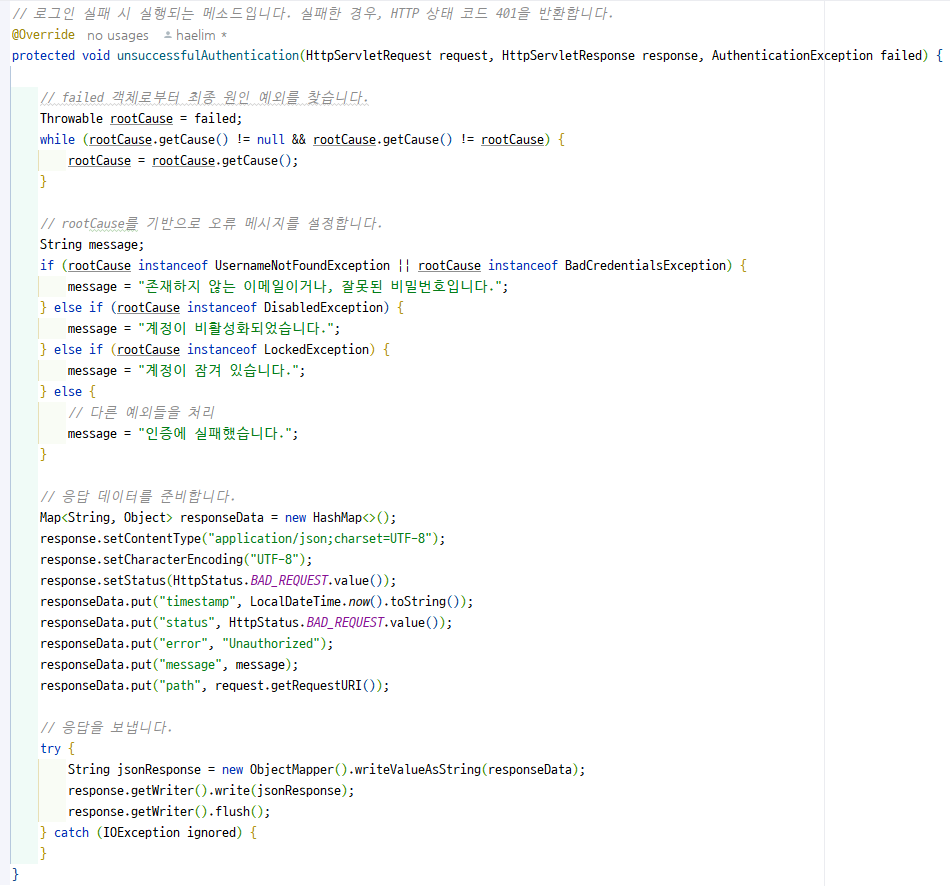 // 로그인 실패 시 실행되는 메소드입니다. 실패한 경우, HTTP 상태 코드 401을 반환합니다.
@Override no usages haelim *
protected void unsuccessfulAuthentication(HttpServletRequest request, HttpServletResponse response, AuthenticationException failed) {
// failed 객체로부터 최종 원인 예외를 찾습니다.
Throwable rootCause = failed;
while (rootCause.getCause() != null && rootCause.getCause() != rootCause) {
rootCause = rootCause.getCause();
}
// rootCause를 기반으로 오류 메시지를 설정합니다.
String message;
if (rootCause instanceof UsernameNotFoundException || rootCause instanceof BadCredentialsException) {
message = "존재하지 않는 이메일이거나, 잘못된 비밀번호입니다.";
} else if (rootCause instanceof DisabledException) {
message = "계정이 비활성화되었습니다.";
} else if (rootCause instanceof LockedException) {
message = "계정이 잠겨 있습니다.";
} else {
// 다른 예외들을 처리
message = "인증에 실패했습니다.";
}
// 응답 데이터를 준비합니다.
Map<String, Object> responseData = new HashMap<>();
response.setContentType("application/json;charset=UTF-8");
response.setCharacterEncoding("UTF-8");
response.setStatus(HttpStatus.BAD_REQUEST.value());
responseData.put("timestamp", LocalDateTime.now().toString());
responseData.put("status", HttpStatus.BAD_REQUEST.value());
responseData.put("error", "Unauthorized");
responseData.put("message", message);
responseData.put("path", request.getRequestURI());
// 응답을 보냅니다.
try {
String jsonResponse = new ObjectMapper().writeValueAsString(responseData);
response.getWriter().write(jsonResponse);
response.getWriter().flush();
} catch (IOException ignored) {
}
}